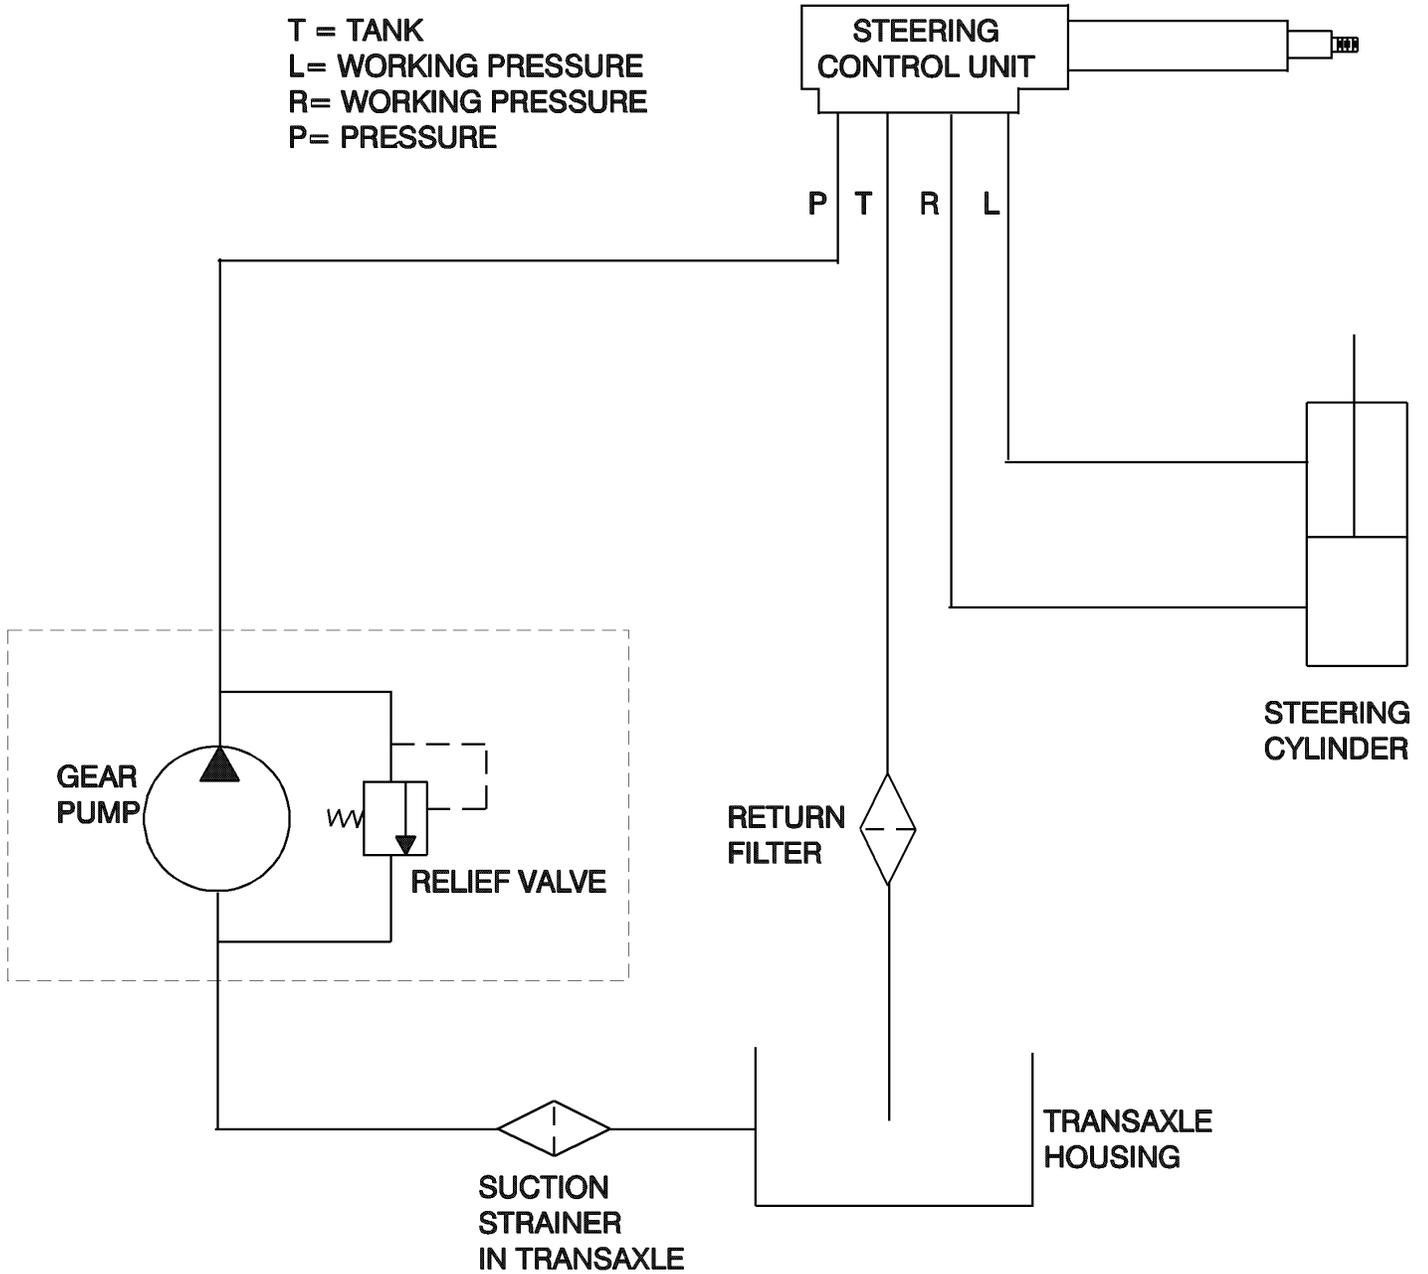 T = TANK
L= WORKING PRESSURE
R= WORKING PRESSURE
P= PRESSURE
STEERING
CONTROL UNIT
P T R L
STEERING
CYLINDER
GEAR
PUMP
RELIEF VALVE
RETURN
FILTER
TRANSAXLE
HOUSING
SUCTION
STRAINER
IN TRANSAXLE